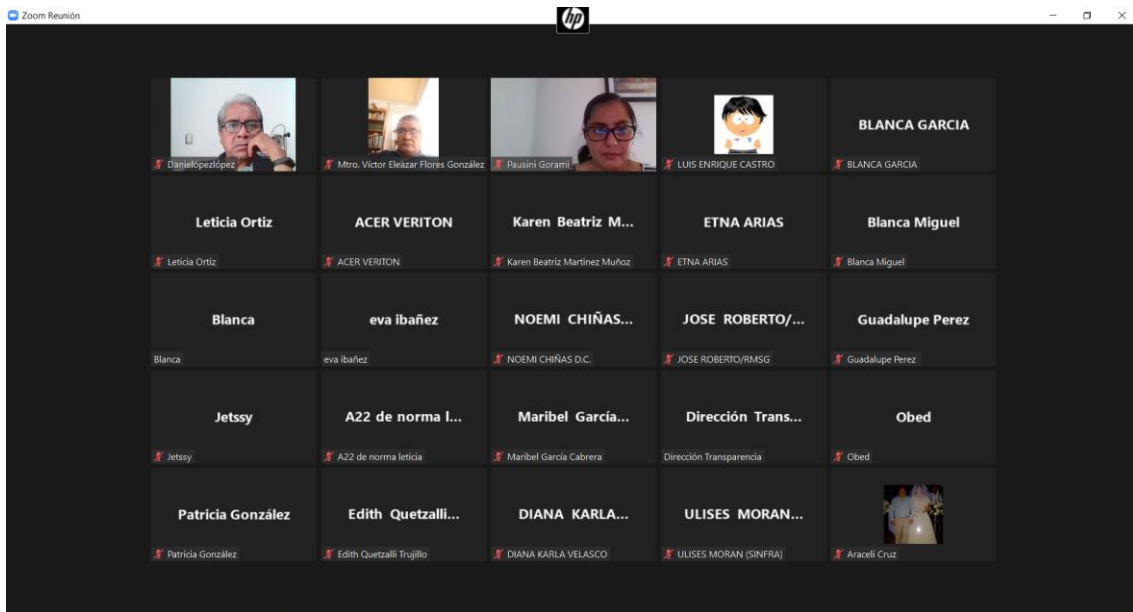 Zoom Reunión
hp
Danielópezlópez
Mtro. Víctor Eleazar Flores González
Pausini Gorami
LUIS ENRIQUE CASTRO
BLANCA GARCIA
BLANCA GARCIA
Leticia Ortiz
ACER VERITON
Karen Beatriz M...
ETNA ARIAS
Blanca Miguel
Leticia Ortiz
ACER VERITON
Karen Beatriz Martinez Muñoz
ETNA ARIAS
Blanca Miguel
Blanca
eva ibañez
NOEMI CHIÑAS...
JOSE ROBERTO/...
Guadalupe Perez
Blanca
eva ibañez
NOEMI CHIÑAS D.C.
JOSE ROBERTO/RMSG
Guadalupe Perez
Jetssy
A22 de norma l...
Maribel García...
Dirección Trans...
Obed
Jetssy
A22 de norma leticia
Maribel García Cabrera
Dirección Transparencia
Obed
Patricia González
Edith Quetzalli...
DIANA KARLA...
ULISES MORAN...
Patricia González
Edith Quetzalli Trujillo
DIANA KARLA VELASCO
ULISES MORAN (SINFRA)
Araceli Cruz